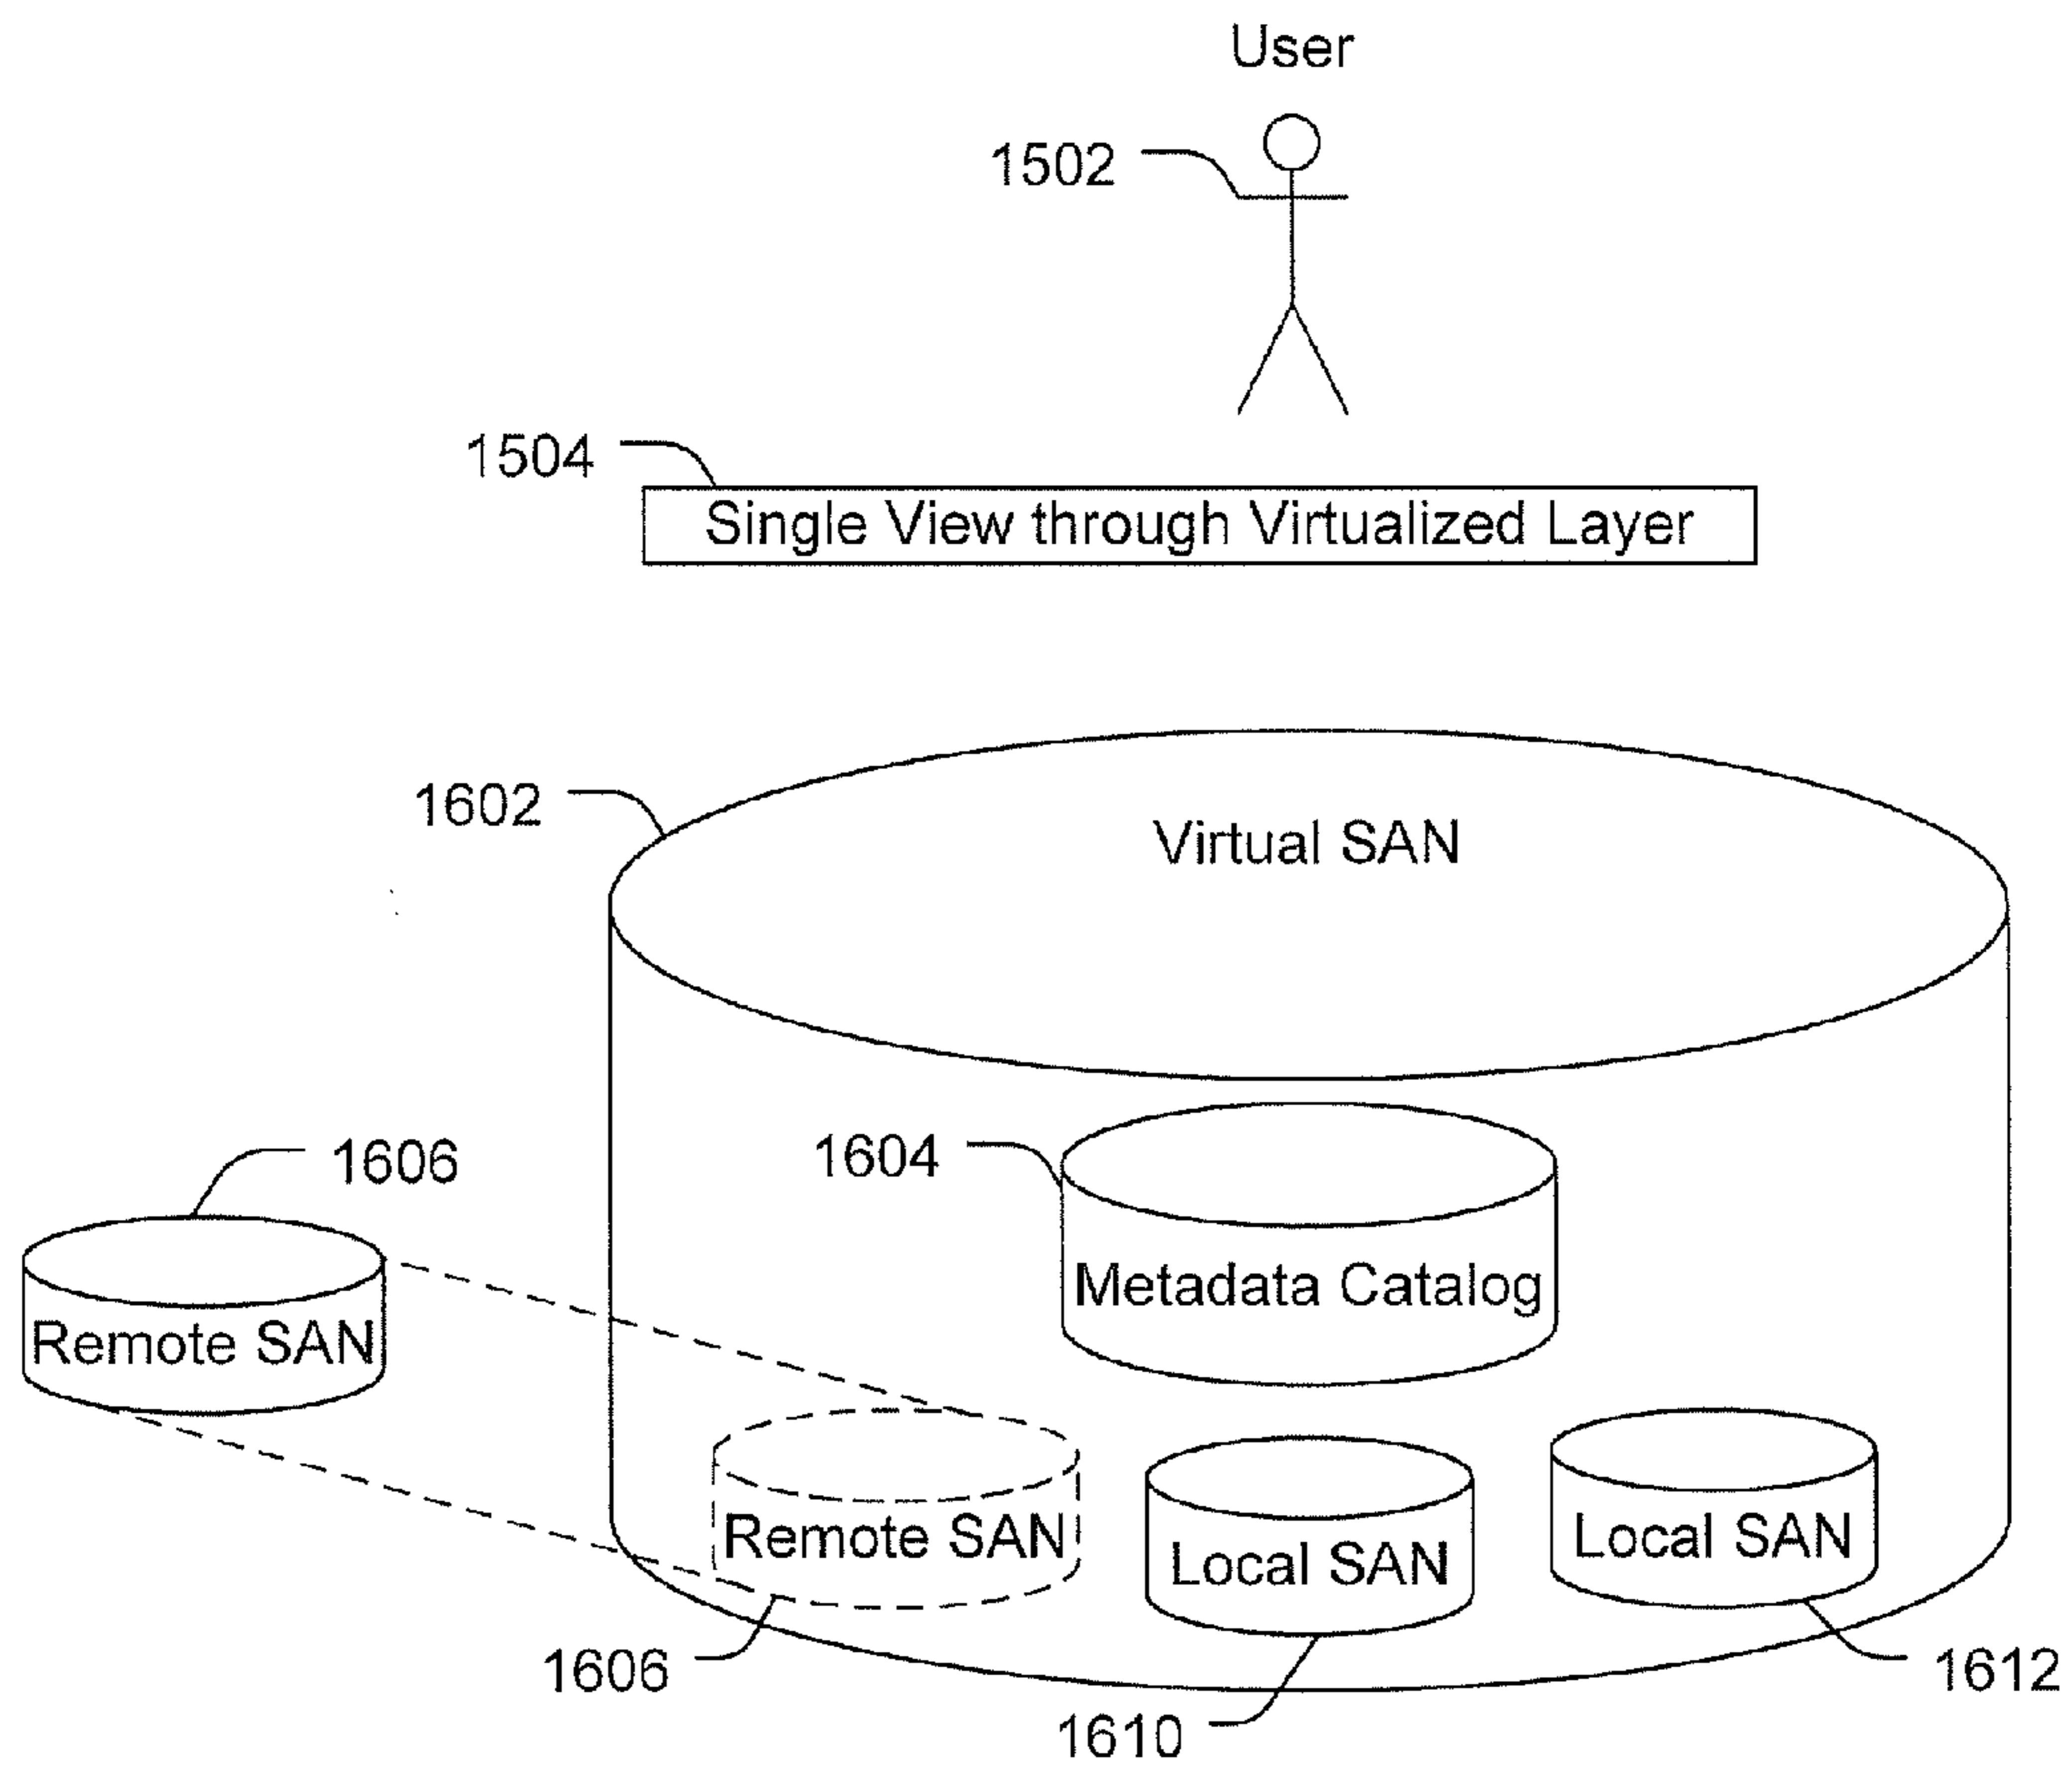 User
1502
1504
Single View through Virtualized Layer
1602
Virtual SAN
1606
1604
Metadata Catalog
Remote SAN
Remote SAN
Local SAN
Local SAN
1606
1610
1612